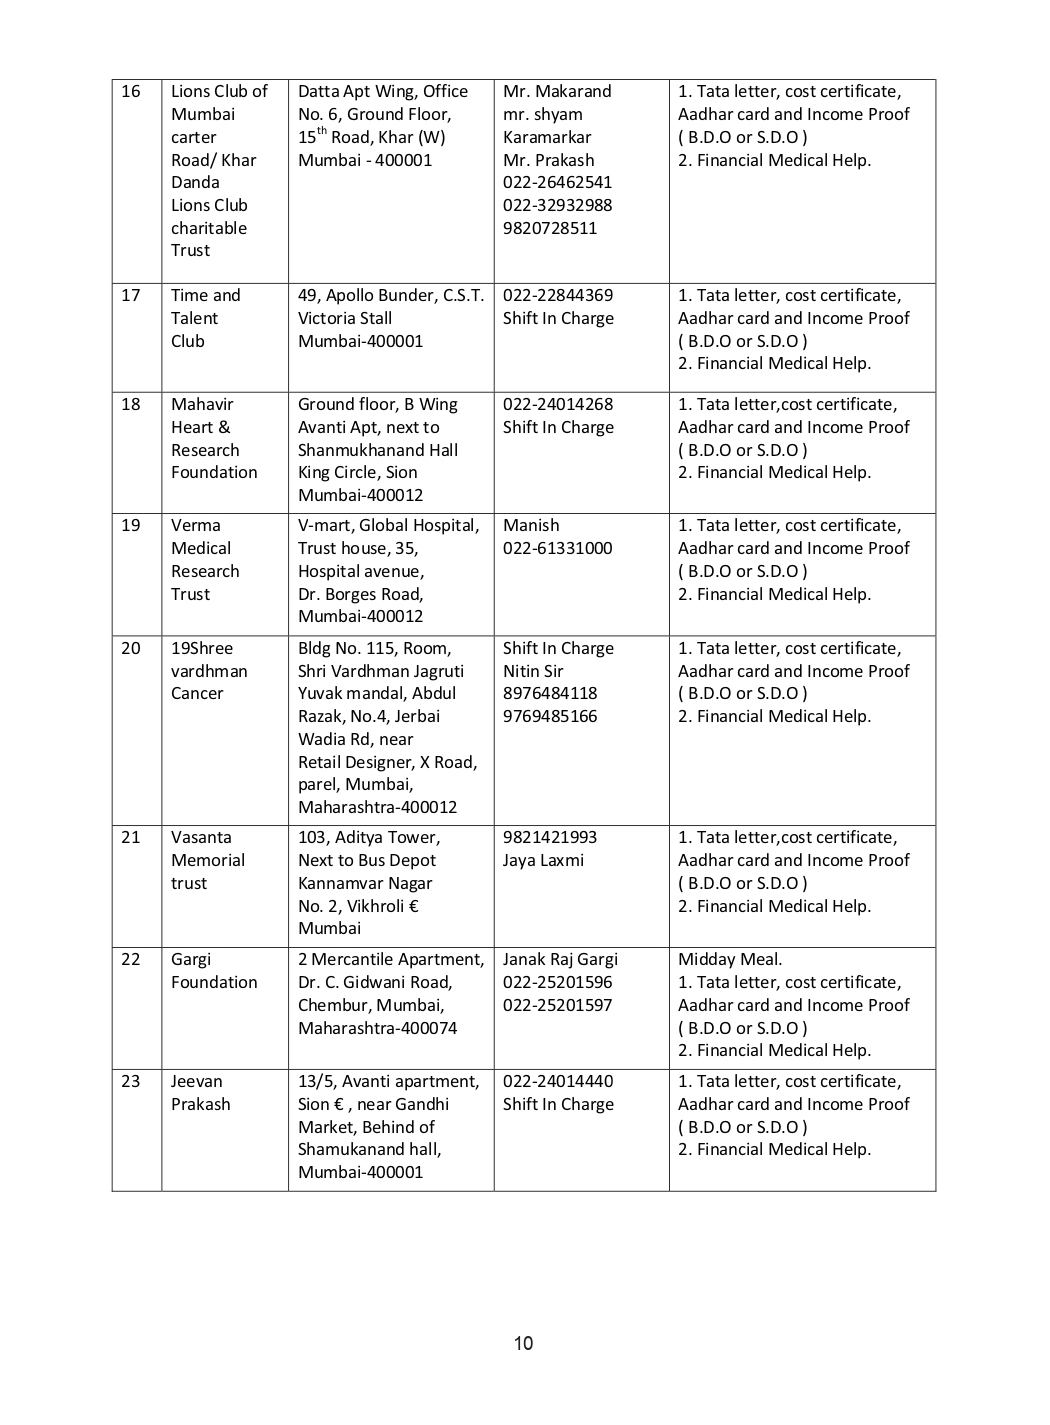 16
Lions Club of
Mumbai
carter
Road/ Khar
Danda
Lions Club
charitable
Trust
Datta Apt Wing, Office
No. 6, Ground Floor,
15th Road, Khar (W)
Mumbai - 400001
Mr. Makarand
mr. shyam
Karamarkar
Mr. Prakash
022-26462541
022-32932988
9820728511
1. Tata letter, cost certificate,
Aadhar card and Income Proof
( B.D.O or S.D.O )
2. Financial Medical Help.
17
Time and
Talent
Club
49, Apollo Bunder, C.S.T.
Victoria Stall
Mumbai-400001
022-22844369
Shift In Charge
1. Tata letter, cost certificate,
Aadhar card and Income Proof
( B.D.O or S.D.O )
2. Financial Medical Help.
18
Mahavir
Heart &
Research
Foundation
Ground floor, B Wing
Avanti Apt, next to
Shanmukhanand Hall
King Circle, Sion
Mumbai-400012
022-24014268
Shift In Charge
1. Tata letter,cost certificate,
Aadhar card and Income Proof
( B.D.O or S.D.O )
2. Financial Medical Help.
19
Verma
Medical
Research
Trust
V-mart, Global Hospital,
Trust house, 35,
Hospital avenue,
Dr. Borges Road,
Mumbai-400012
Manish
022-61331000
1. Tata letter, cost certificate,
Aadhar card and Income Proof
( B.D.O or S.D.O )
2. Financial Medical Help.
20
19Shree
vardhman
Cancer
Bldg No. 115, Room,
Shri Vardhman Jagruti
Yuvak mandal, Abdul
Razak, No.4, Jerbai
Wadia Rd, near
Retail Designer, X Road,
parel, Mumbai,
Maharashtra-400012
Shift In Charge
Nitin Sir
8976484118
9769485166
1. Tata letter, cost certificate,
Aadhar card and Income Proof
( B.D.O or S.D.O )
2. Financial Medical Help.
21
Vasanta
Memorial
trust
103, Aditya Tower,
Next to Bus Depot
Kannamvar Nagar
No. 2, Vikhroli €
Mumbai
9821421993
Jaya Laxmi
1. Tata letter,cost certificate,
Aadhar card and Income Proof
( B.D.O or S.D.O )
2. Financial Medical Help.
22
Gargi
Foundation
2 Mercantile Apartment,
Dr. C. Gidwani Road,
Chembur, Mumbai,
Maharashtra-400074
Janak Raj Gargi
022-25201596
022-25201597
Midday Meal.
1. Tata letter, cost certificate,
Aadhar card and Income Proof
( B.D.O or S.D.O )
2. Financial Medical Help.
23
Jeevan
Prakash
13/5, Avanti apartment,
Sion € , near Gandhi
Market, Behind of
Shamukanand hall,
Mumbai-400001
022-24014440
Shift In Charge
1. Tata letter, cost certificate,
Aadhar card and Income Proof
( B.D.O or S.D.O )
2. Financial Medical Help.
10